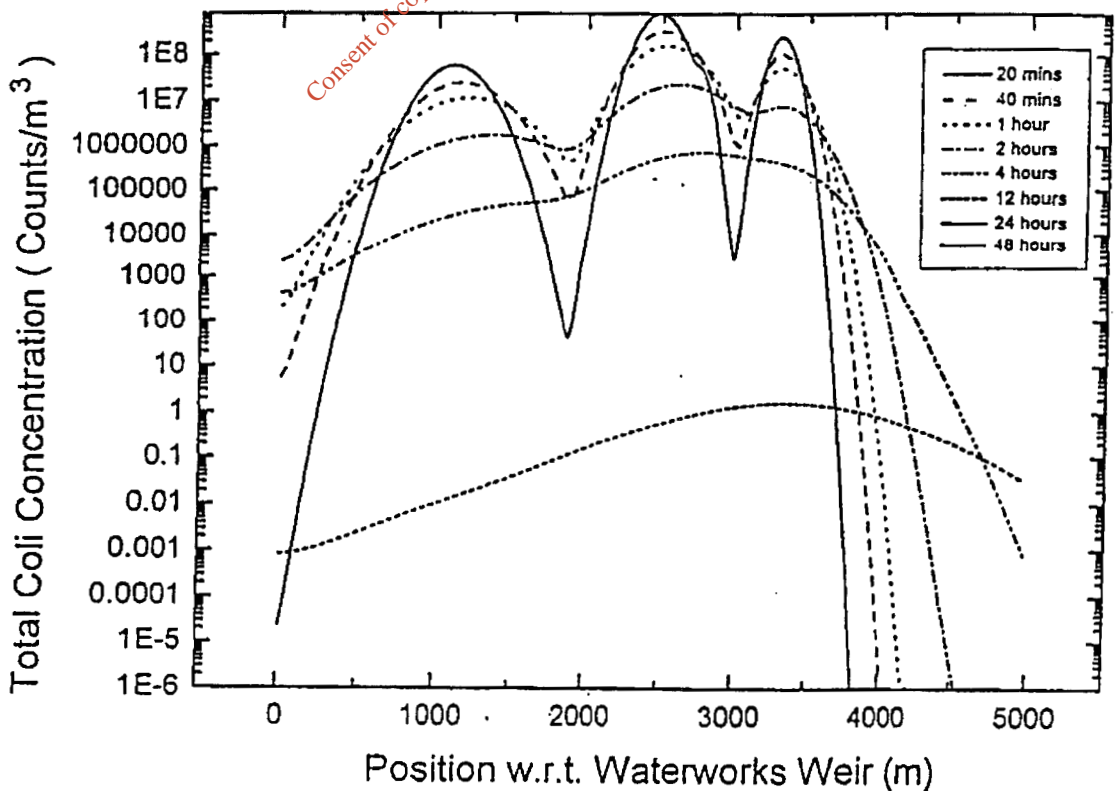 Consent of co
Total Coli Concentration ( Counts/m³ )
1E8
1E7
1000000
100000
10000
1000
100
10
1
0.1
0.01
0.001
0.0001
1E-5
1E-6
0
1000
2000
3000
4000
5000
Position w.r.t. Waterworks Weir (m)
20 mins
40 mins
1 hour
2 hours
4 hours
12 hours
24 hours
48 hours